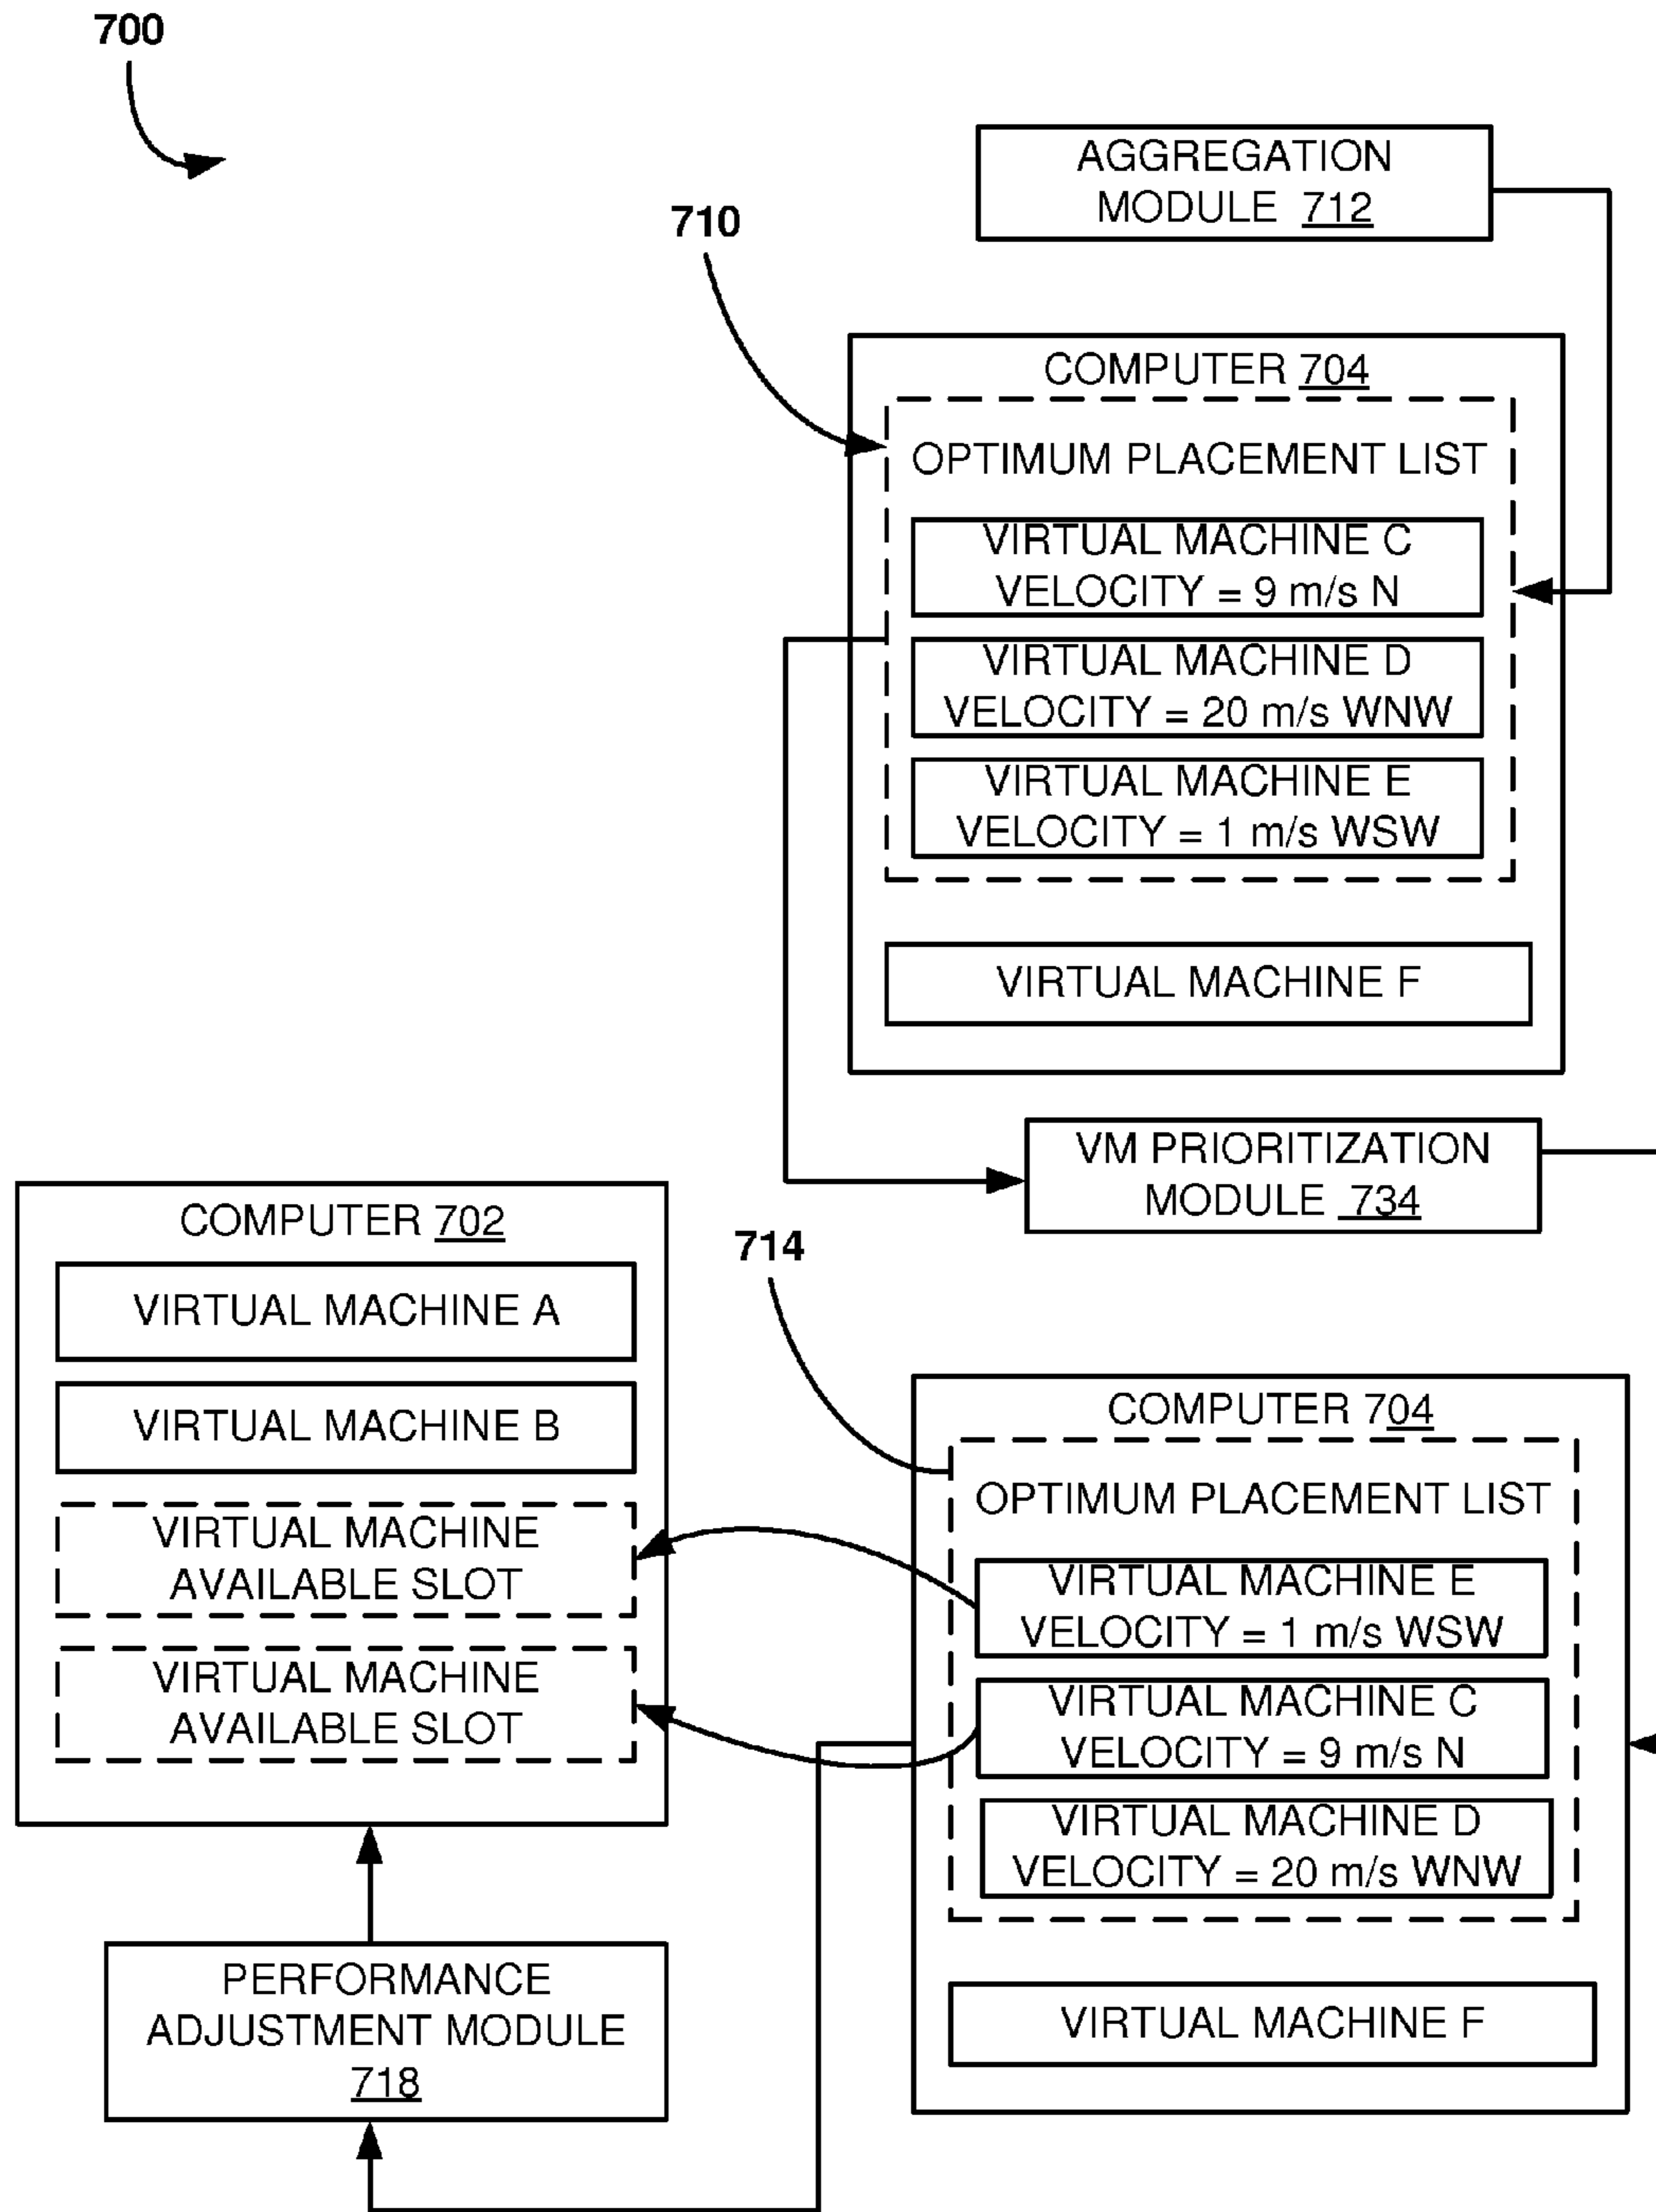 700
AGGREGATION
MODULE 712
710
COMPUTER 704
OPTIMUM PLACEMENT LIST
VIRTUAL MACHINE C
VELOCITY = 9 m/s N
VIRTUAL MACHINE D
VELOCITY = 20 m/s WNW
VIRTUAL MACHINE E
VELOCITY = 1 m/s WSW
VIRTUAL MACHINE F
VM PRIORITIZATION
MODULE 734
COMPUTER 702
VIRTUAL MACHINE A
VIRTUAL MACHINE B
VIRTUAL MACHINE
AVAILABLE SLOT
VIRTUAL MACHINE
AVAILABLE SLOT
714
COMPUTER 704
OPTIMUM PLACEMENT LIST
VIRTUAL MACHINE E
VELOCITY = 1 m/s WSW
VIRTUAL MACHINE C
VELOCITY = 9 m/s N
VIRTUAL MACHINE D
VELOCITY = 20 m/s WNW
VIRTUAL MACHINE F
PERFORMANCE
ADJUSTMENT MODULE
718